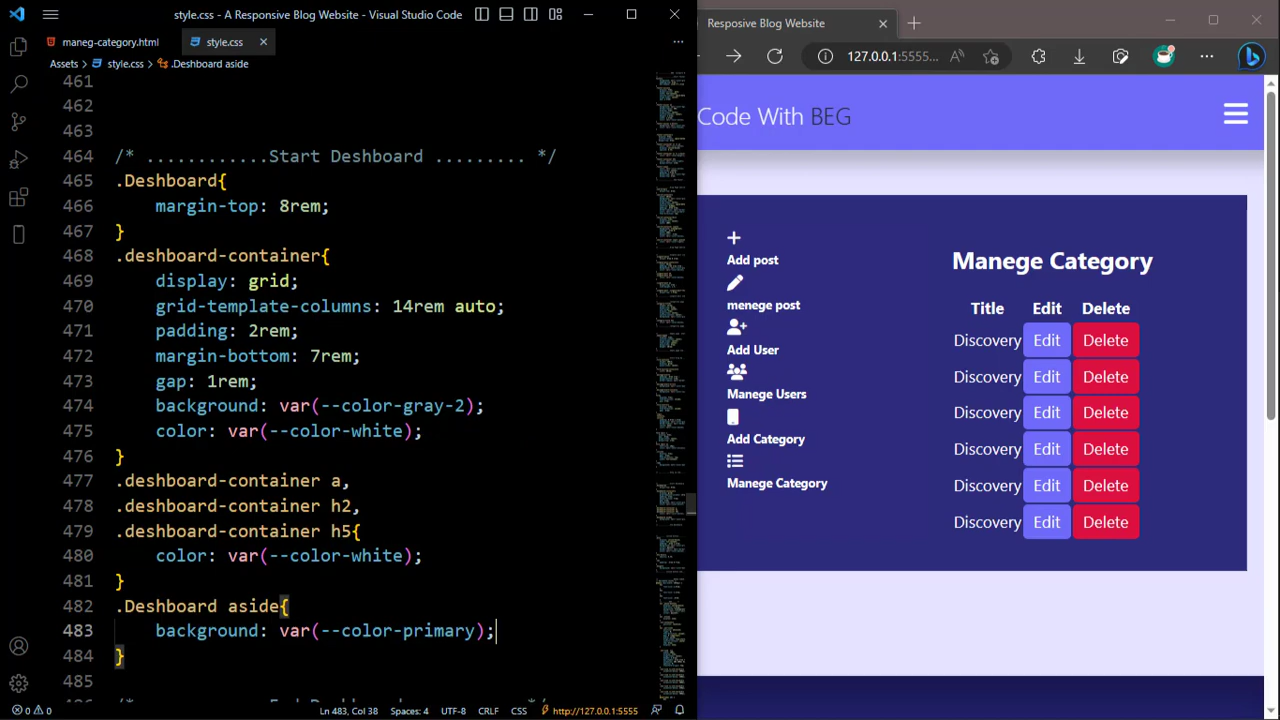 style.css - A Responsive Blog Website - Visual Studio Code
maneg-category.html
style.css
Assets > style.css > .Deshboard aside
461
462
463
464 /* ............Start Deshboard ......... */
465 .Deshboard{
466 margin-top: 8rem;
467 }
468 .deshboard-container{
469 display: grid;
470 grid-template-columns: 14rem auto;
471 padding: 2rem;
472 margin-bottom: 7rem;
473 gap: 1rem;
474 background: var(--color-gray-2);
475 color: var(--color-white);
476 }
477 .deshboard-container a,
478 .deshboard-container h2,
479 .deshboard-container h5{
480 color: var(--color-white);
481 }
482 .Deshboard aside{
483 background: var(--color-primary);
484 }
485
0 0 Ln 483, Col 38 Spaces: 4 UTF-8 CRLF CSS http://127.0.0.1:5555
Resposive Blog Website
127.0.0.1:5555...
Code With BEG
Add post
menege post
Add User
Manage Users
Add Category
Manage Category
Manege Category
Title Edit Delete
Discovery Edit Delete
Discovery Edit Delete
Discovery Edit Delete
Discovery Edit Delete
Discovery Edit Delete
Discovery Edit Delete